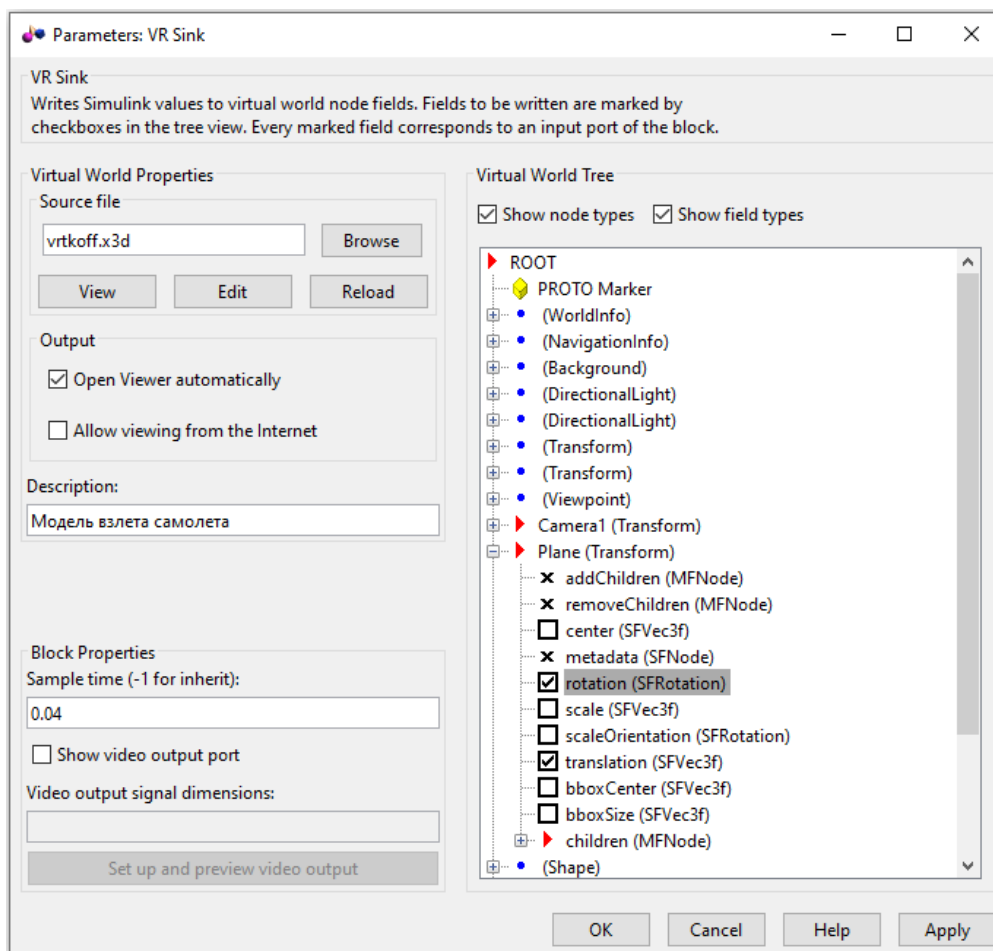 Parameters: VR Sink
VR Sink
Writes Simulink values to virtual world node fields. Fields to be written are marked by
checkboxes in the tree view. Every marked field corresponds to an input port of the block.
Virtual World Properties
Source file
vrtkoff.x3d
Browse
View
Edit
Reload
Output
Open Viewer automatically
Allow viewing from the Internet
Description:
Модель взлета самолета
Block Properties
Sample time (-1 for inherit):
0.04
Show video output port
Video output signal dimensions:
Set up and preview video output
Virtual World Tree
Show node types
Show field types
ROOT
PROTO Marker
(WorldInfo)
(NavigationInfo)
(Background)
(DirectionalLight)
(DirectionalLight)
(Transform)
(Transform)
(Viewpoint)
Camera1 (Transform)
Plane (Transform)
addChildren (MFNode)
removeChildren (MFNode)
center (SFVec3f)
metadata (SFNode)
rotation (SFRotation)
scale (SFVec3f)
scaleOrientation (SFRotation)
translation (SFVec3f)
bboxCenter (SFVec3f)
bboxSize (SFVec3f)
children (MFNode)
(Shape)
OK
Cancel
Help
Apply